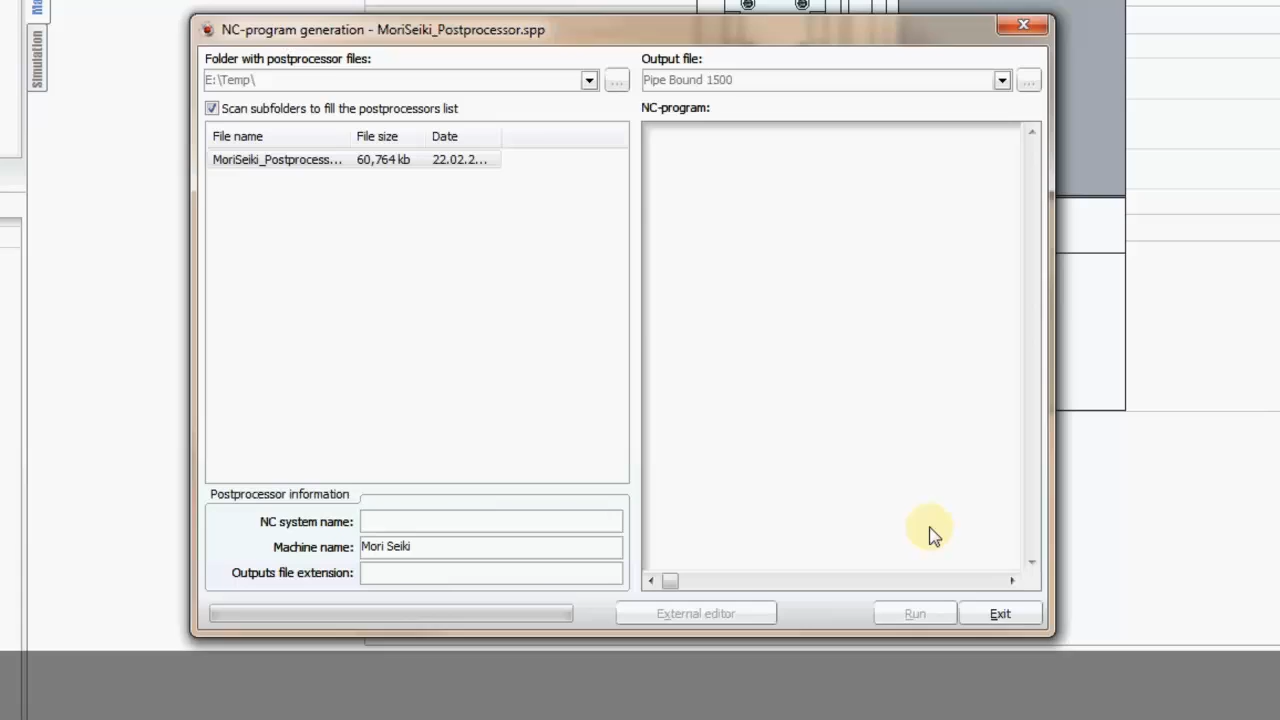 NC-program generation - MoriSeiki_Postprocessor.spp
Simulation
Folder with postprocessor files:
E:\Temp\
...
Scan subfolders to fill the postprocessors list
File name File size Date
MoriSeiki_Postprocess... 60,764 kb 22.02.2...
Postprocessor information
NC system name:
Machine name: Mori Seiki
Outputs file extension:
Output file:
Pipe Bound 1500
...
NC-program:
External editor
Run
Exit